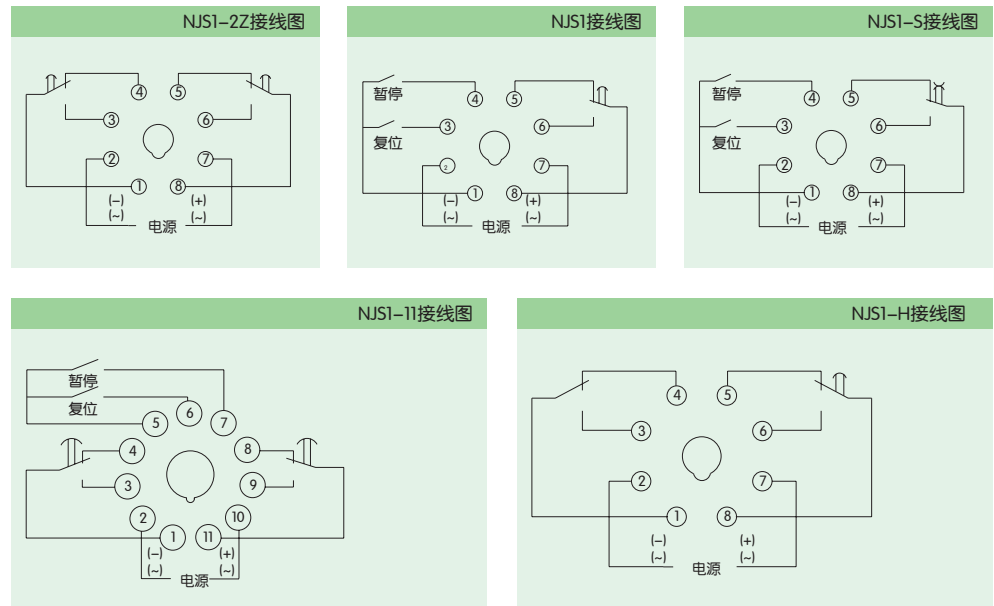 NJS1-2Z接线图
4 5
3 6
2 7
1 8
(-) (+)
(~) 电源 (~)
NJS1接线图
暂停
4 5
3 6
复位
2 7
1 8
(-) (+)
(~) 电源 (~)
NJS1-S接线图
暂停
4 5
3 6
复位
2 7
1 8
(-) (+)
(~) 电源 (~)
NJS1-11接线图
暂停
复位
5 6 7
4 8
3 9
2 10
1 11
(-) (+)
(~) 电源 (~)
NJS1-H接线图
4 5
3 6
2 7
1 8
(-) (+)
(~) 电源 (~)